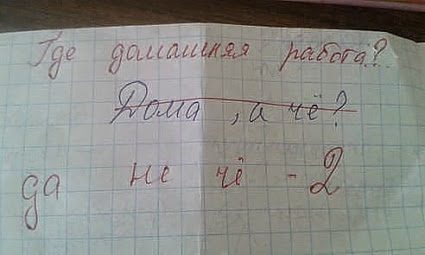 Где домашняя работа?
Дома, а чё?
да не чё - 2